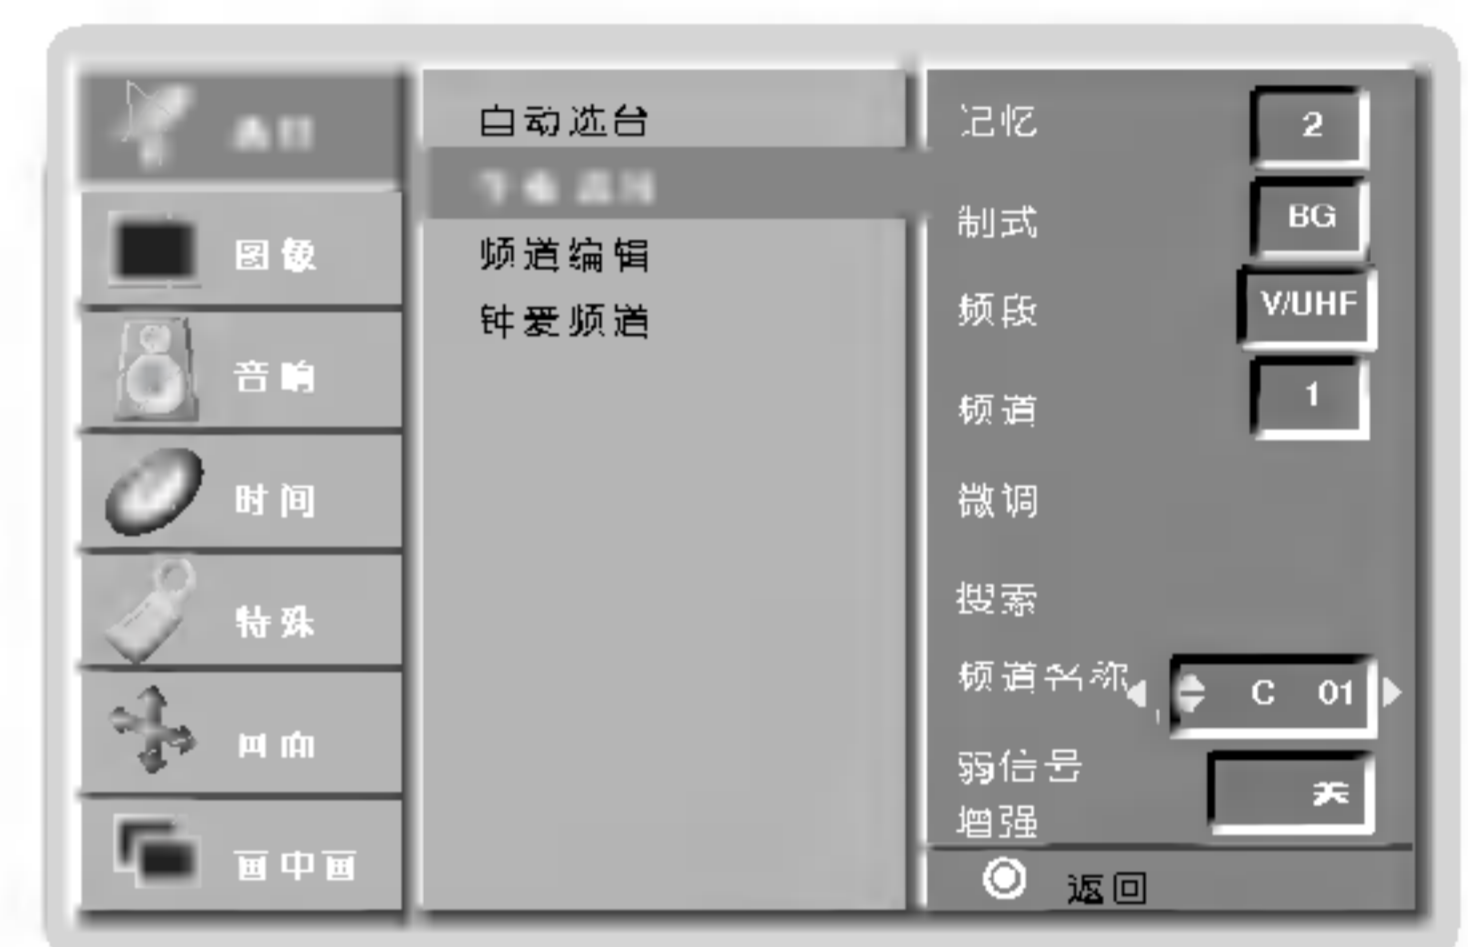 图像
音响
时间
特殊
画中画
自动选台
频道编辑
钟爱频道
记忆 2
制式 BG
频段 V/UHF
频道 1
微调
搜索
频道名称 C 01
弱信号
增强
返回